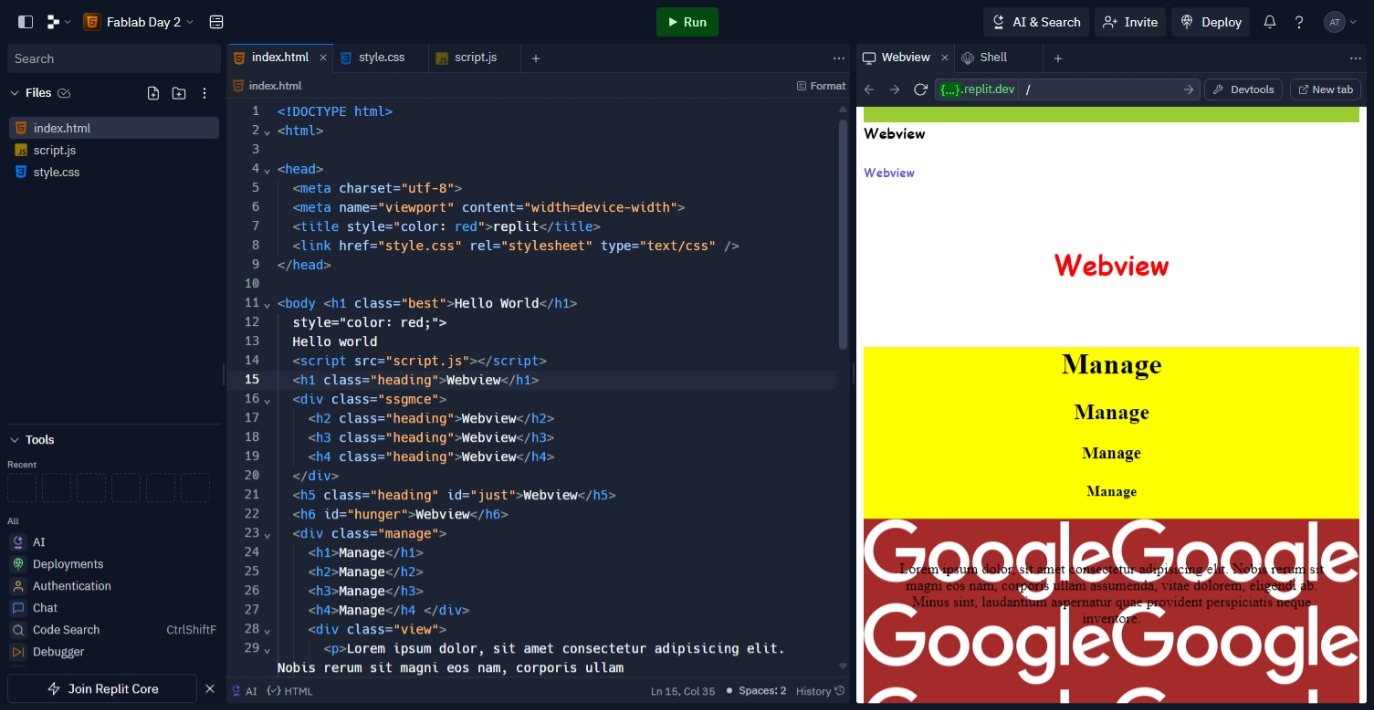 Fablab Day 2
Run
AI & Search
Invite
Deploy
AT
Search
Files
index.html
script.js
style.css
Tools
Recent
All
AI
Deployments
Authentication
Chat
Code Search CtrlShiftF
Debugger
Join Replit Core
index.html
style.css
script.js
index.html
Format
1 <!DOCTYPE html>
2 <html>
3
4 <head>
5 <meta charset="utf-8">
6 <meta name="viewport" content="width=device-width">
7 <title style="color: red">replit</title>
8 <link href="style.css" rel="stylesheet" type="text/css" />
9 </head>
10
11 <body <h1 class="best">Hello World</h1>
12 style="color: red;">
13 Hello world
14 <script src="script.js"></script>
15 <h1 class="heading">Webview</h1>
16 <div class="ssgmce">
17 <h2 class="heading">Webview</h2>
18 <h3 class="heading">Webview</h3>
19 <h4 class="heading">Webview</h4>
20 </div>
21 <h5 class="heading" id="just">Webview</h5>
22 <h6 id="hunger">Webview</h6>
23 <div class="manage">
24 <h1>Manage</h1>
25 <h2>Manage</h2>
26 <h3>Manage</h3>
27 <h4>Manage</h4 </div>
28 <div class="view">
29 <p>Lorem ipsum dolor, sit amet consectetur adipisicing elit.
Nobis rerum sit magni eos nam, corporis ullam
AI {✓} HTML
Ln 15, Col 35
Spaces: 2
History
Webview
Shell
{...}.replit.dev /
Devtools
New tab
Webview
Webview
Webview
Manage
Manage
Manage
Manage
GoogleGoogle
Lorem ipsum dolor, sit amet consectetur adipisicing elit. Nobis rerum sit
magni eos nam, corporis ullam assumenda, vitae dolorem, eligendi ab.
Minus sint, laudantium aspernatur quae provident perspiciatis neque
inventore.
GoogleGoogle